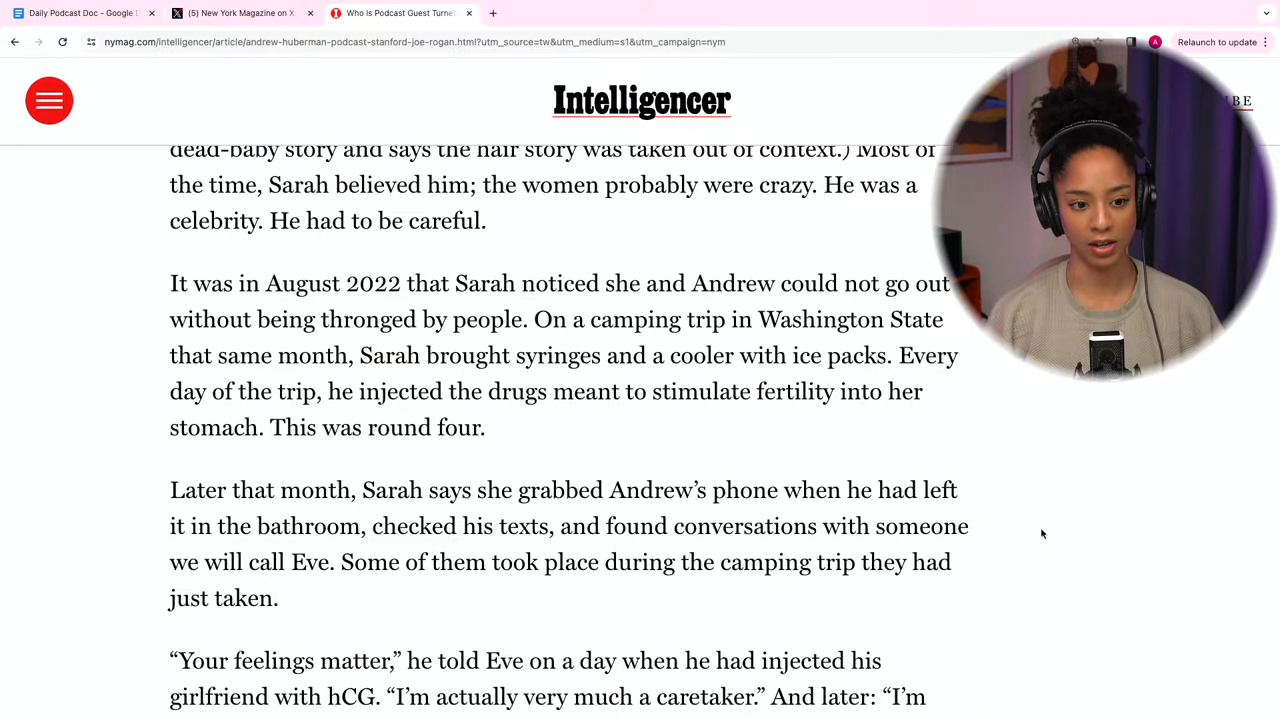 Daily Podcast Doc - Google D
(5) New York Magazine on X
Who Is Podcast Guest Turne
nymag.com/intelligencer/article/andrew-huberman-podcast-stanford-joe-rogan.html?utm_source=tw&utm_medium=s1&utm_campaign=nym
A
Relaunch to update
Intelligencer
dead-baby story and says the hair story was taken out of context.) Most of
the time, Sarah believed him; the women probably were crazy. He was a
celebrity. He had to be careful.
It was in August 2022 that Sarah noticed she and Andrew could not go out
without being thronged by people. On a camping trip in Washington State
that same month, Sarah brought syringes and a cooler with ice packs. Every
day of the trip, he injected the drugs meant to stimulate fertility into her
stomach. This was round four.
Later that month, Sarah says she grabbed Andrew’s phone when he had left
it in the bathroom, checked his texts, and found conversations with someone
we will call Eve. Some of them took place during the camping trip they had
just taken.
“Your feelings matter,” he told Eve on a day when he had injected his
girlfriend with hCG. “I’m actually very much a caretaker.” And later: “I’m